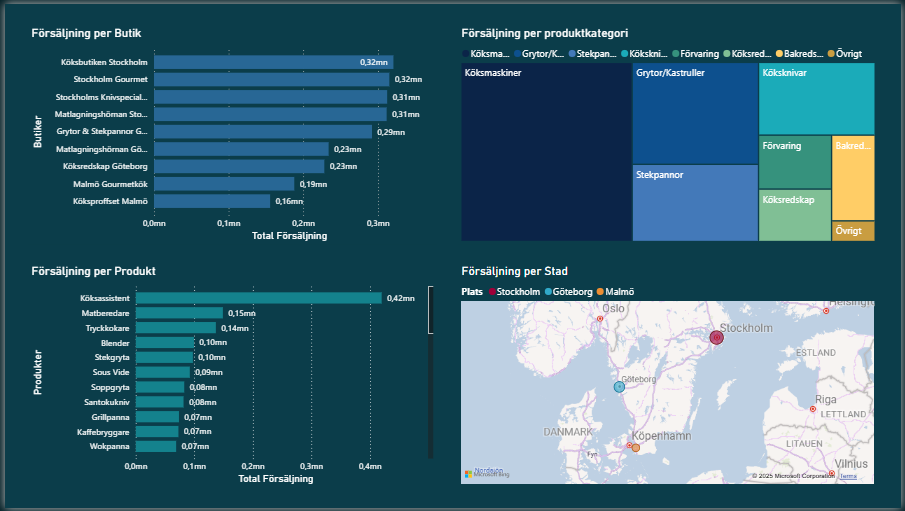 Försäljning per Butik
Butiker
Köksbutiken Stockholm 0,32mn
Stockholm Gourmet 0,32mn
Stockholms Knivspecial... 0,31mn
Matlagningshörnan Sto... 0,31mn
Grytor & Stekpannor G... 0,29mn
Matlagningshörnan Gö... 0,23mn
Köksredskap Göteborg 0,23mn
Malmö Gourmetkök 0,19mn
Köksproffset Malmö 0,16mn
0,0mn 0,1mn 0,2mn 0,3mn
Total Försäljning
Försäljning per produktkategori
Köksma... Grytor/K... Stekpan... Kökskni... Förvaring Köksred... Bakreds... Övrigt
Köksmaskiner
Grytor/Kastruller
Stekpannor
Köksknivar
Förvaring
Köksredskap
Bakred...
Övrigt
Försäljning per Produkt
Produkter
Köksassistent 0,42mn
Matberedare 0,15mn
Tryckkokare 0,14mn
Blender 0,10mn
Stekgryta 0,10mn
Sous Vide 0,09mn
Soppgryta 0,08mn
Santokukniv 0,08mn
Grillpanna 0,07mn
Kaffebryggare 0,07mn
Wokpanna 0,07mn
0,0mn 0,1mn 0,2mn 0,3mn 0,4mn
Total Försäljning
Försäljning per Stad
Plats Stockholm Göteborg Malmö
Oslo
Helsingfors
Stockholm
ESTLAND
Göteborg
Riga
LETTLAND
DANMARK
Köpenhamn
LITAUEN
Fyn
Vilnius
Nordsjön
Microsoft Bing
© 2025 Microsoft Corporation Terms